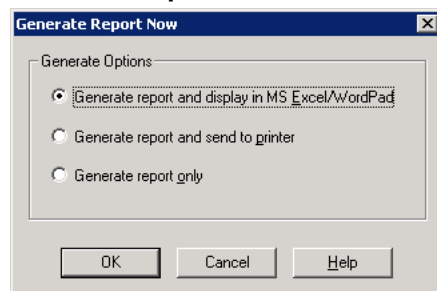 Generate Report Now
Generate Options
Generate report and display in MS Excel/WordPad
Generate report and send to printer
Generate report only
OK
Cancel
Help